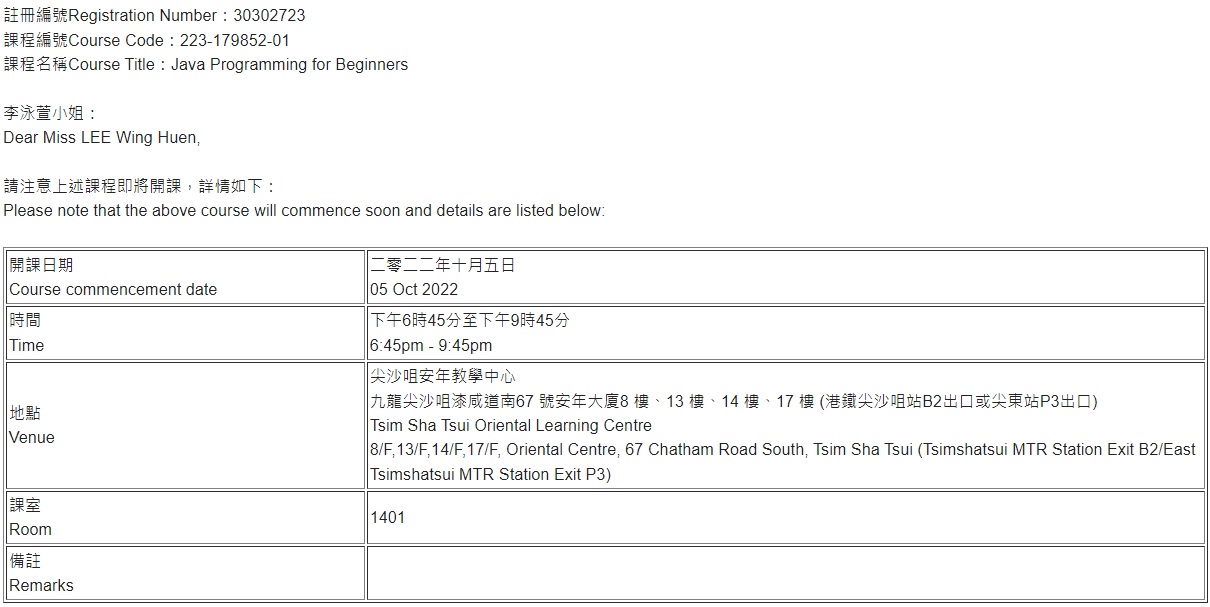 註冊編號Registration Number：30302723
課程編號Course Code：223-179852-01
課程名稱Course Title：Java Programming for Beginners
李泳萱小姐：
Dear Miss LEE Wing Huen,
請注意上述課程即將開課，詳情如下：
Please note that the above course will commence soon and details are listed below:
開課日期
Course commencement date
二零二二年十月五日
05 Oct 2022
時間
Time
下午6時45分至下午9時45分
6:45pm - 9:45pm
地點
Venue
尖沙咀安年教學中心
九龍尖沙咀漆咸道南67 號安年大廈8 樓、13 樓、14 樓、17 樓 (港鐵尖沙咀站B2出口或尖東站P3出口)
Tsim Sha Tsui Oriental Learning Centre
8/F,13/F,14/F,17/F, Oriental Centre, 67 Chatham Road South, Tsim Sha Tsui (Tsimshatsui MTR Station Exit B2/East
Tsimshatsui MTR Station Exit P3)
課室
Room
1401
備註
Remarks